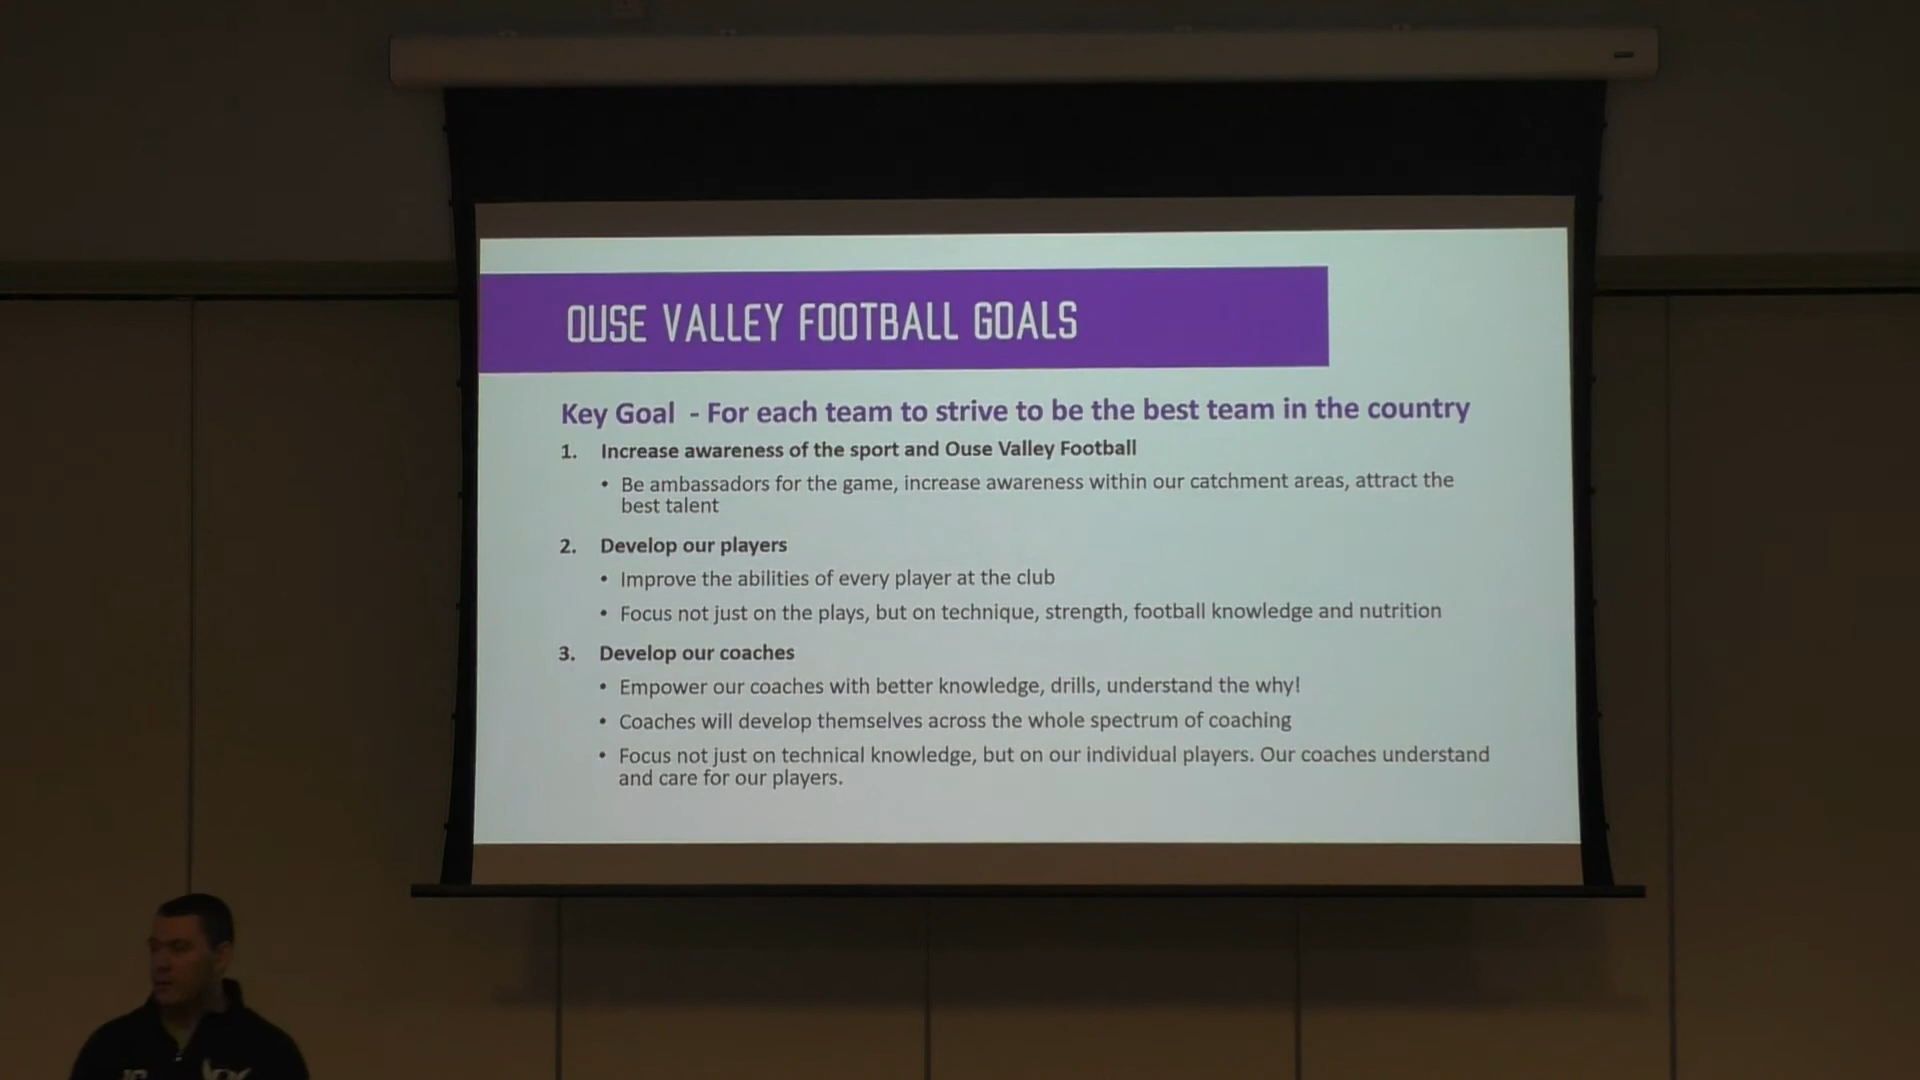 OUSE VALLEY FOOTBALL GOALS
Key Goal - For each team to strive to be the best team in the country
1. Increase awareness of the sport and Ouse Valley Football
• Be ambassadors for the game, increase awareness within our catchment areas, attract the
best talent
2. Develop our players
• Improve the abilities of every player at the club
• Focus not just on the plays, but on technique, strength, football knowledge and nutrition
3. Develop our coaches
• Empower our coaches with better knowledge, drills, understand the why!
• Coaches will develop themselves across the whole spectrum of coaching
• Focus not just on technical knowledge, but on our individual players. Our coaches understand
and care for our players.